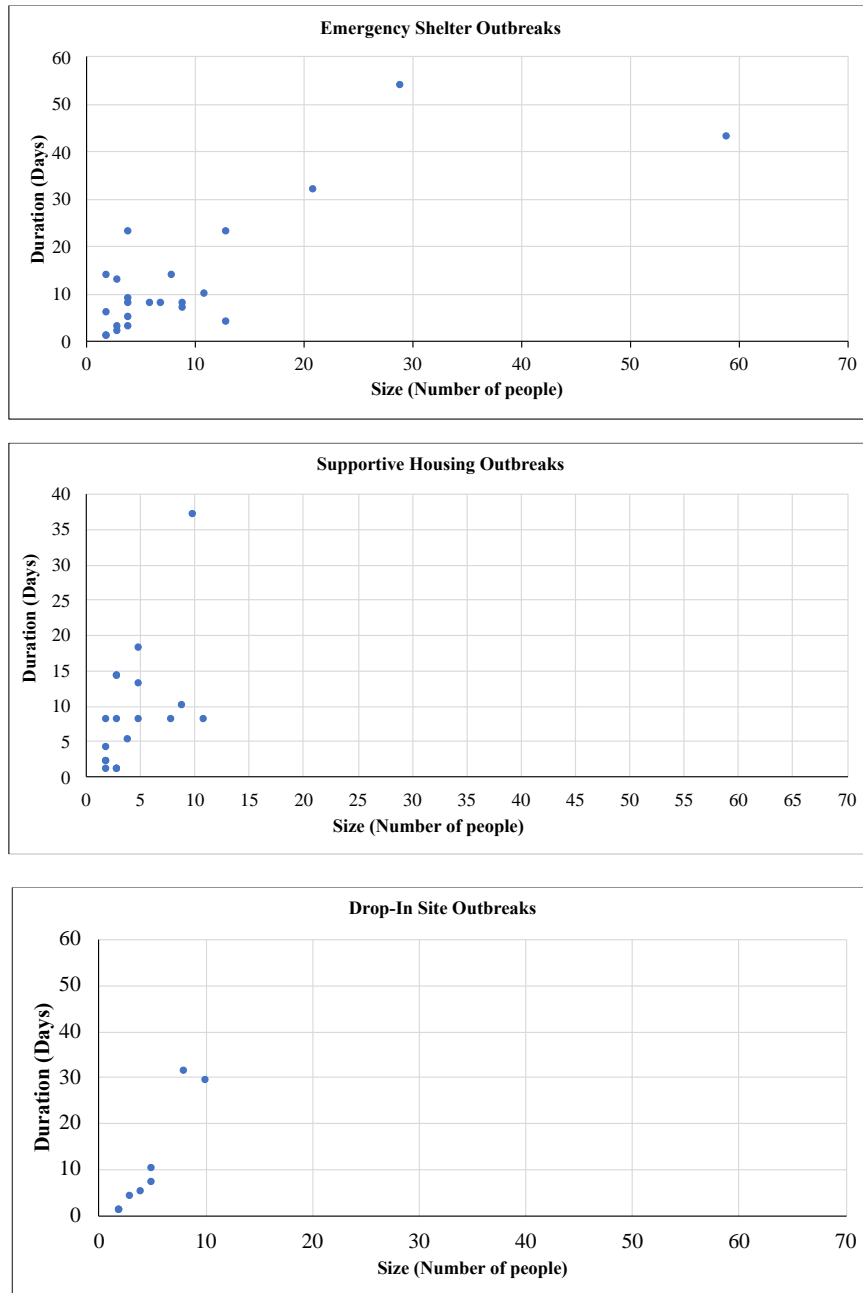 Emergency Shelter Outbreaks
60
50
40
30
20
10
0
Duration (Days)
0 10 20 30 40 50 60 70
Size (Number of people)
Supportive Housing Outbreaks
40
35
30
25
20
15
10
5
0
Duration (Days)
0 5 10 15 20 25 30 35 40 45 50 55 60 65 70
Size (Number of people)
Drop-In Site Outbreaks
60
50
40
30
20
10
0
Duration (Days)
0 10 20 30 40 50 60 70
Size (Number of people)